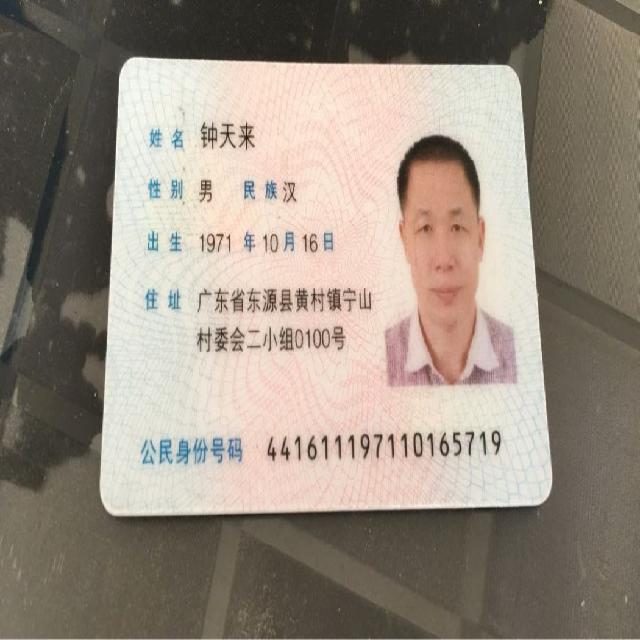 姓名 钟天来
性别 男 民族 汉
出生 1971 年 10 月 16 日
住址 广东省东源县黄村镇宁山
村委会二小组0100号
公民身份号码 441611197110165719